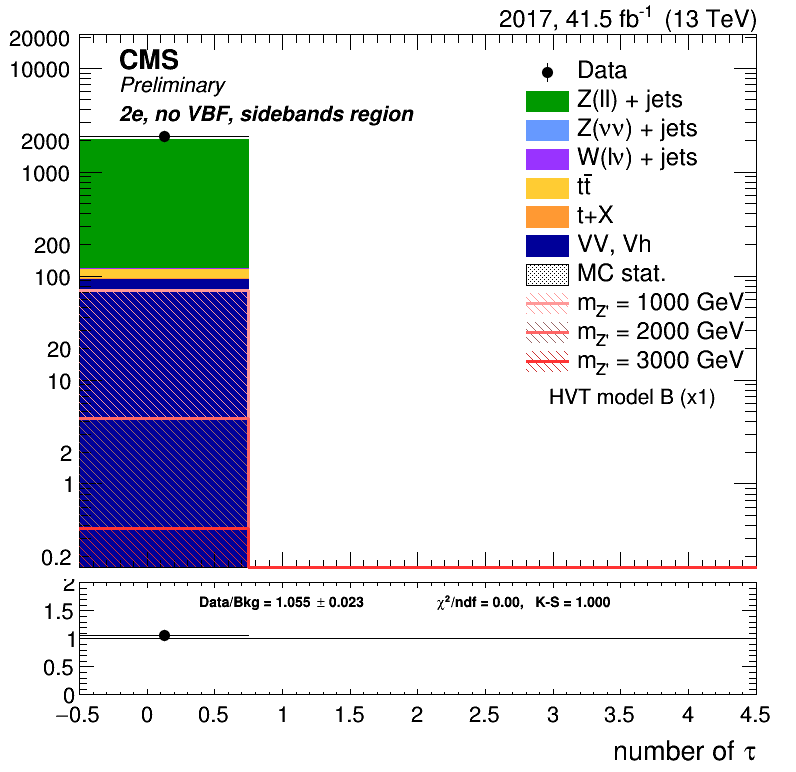 2017, 41.5 fb⁻¹ (13 TeV)
CMS
Preliminary
2e, no VBF, sidebands region
Data
Z(ll) + jets
Z(νν) + jets
W(lν) + jets
tt̄
t+X
VV, Vh
MC stat.
m_Z' = 1000 GeV
m_Z' = 2000 GeV
m_Z' = 3000 GeV
HVT model B (x1)
20000
10000
2000
1000
200
100
20
10
2
1
0.2
Data/Bkg = 1.055 ± 0.023
χ²/ndf = 0.00, K-S = 1.000
2
1.5
1
0.5
0
−0.5 0 0.5 1 1.5 2 2.5 3 3.5 4 4.5
number of τ